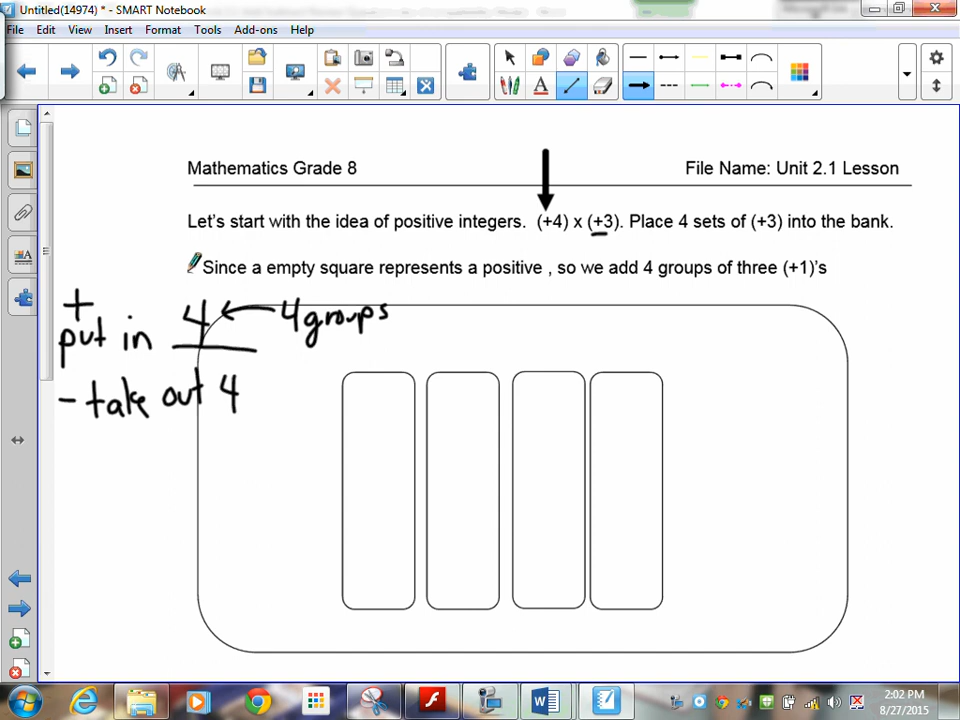 Untitled(14974) * - SMART Notebook
File Edit View Insert Format Tools Add-ons Help
Mathematics Grade 8 File Name: Unit 2.1 Lesson
Let's start with the idea of positive integers. (+4) x (+3). Place 4 sets of (+3) into the bank.
Since a empty square represents a positive , so we add 4 groups of three (+1)'s
+
put in 4 4 groups
- take out 4
2:02 PM
8/27/2015